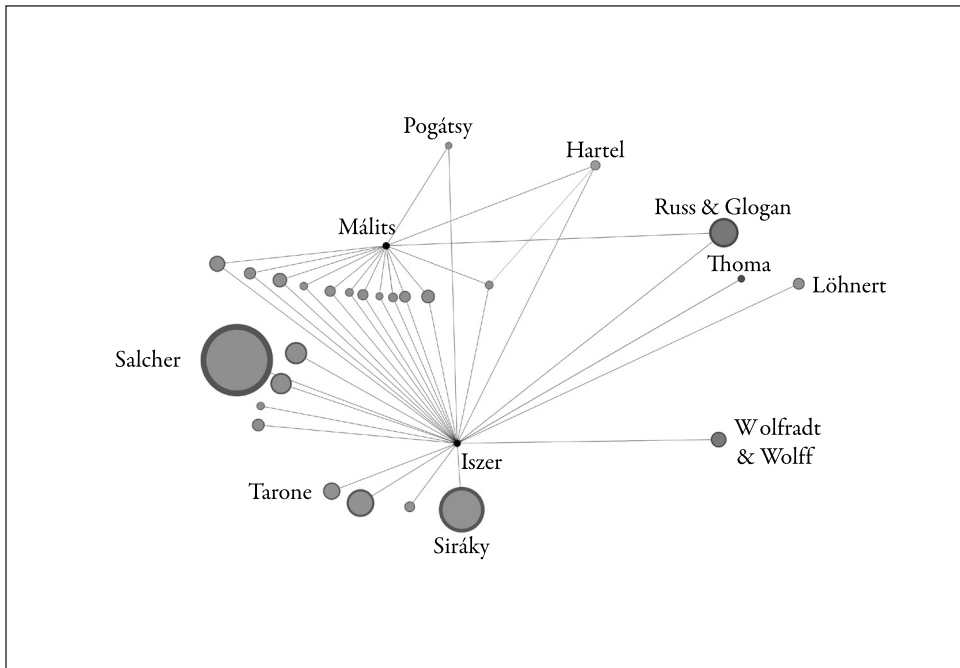 Pogátsy
Hartel
Russ & Glogan
Málits
Thoma
Löhnert
Salcher
Wolfradt
& Wolff
Iszer
Tarone
Siráky